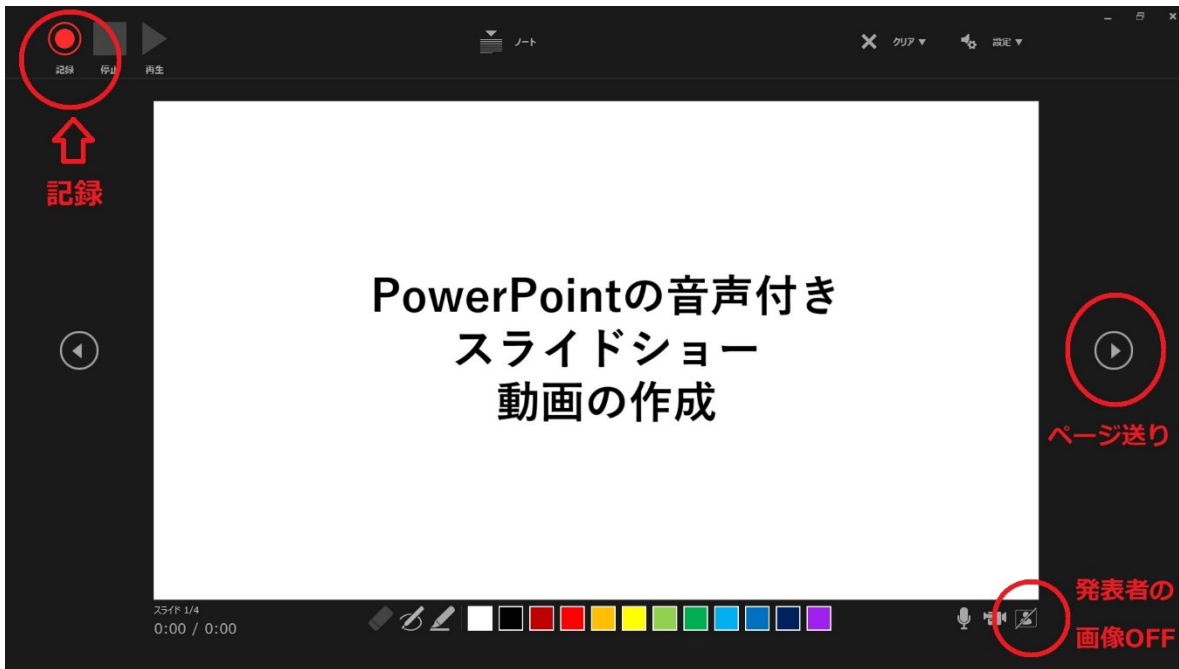 記録 停止 再生
ノート
クリア▼
設定▼
記録
PowerPointの音声付き
スライドショー
動画の作成
ページ送り
スライド 1/4
0:00 / 0:00
発表者の
画像OFF